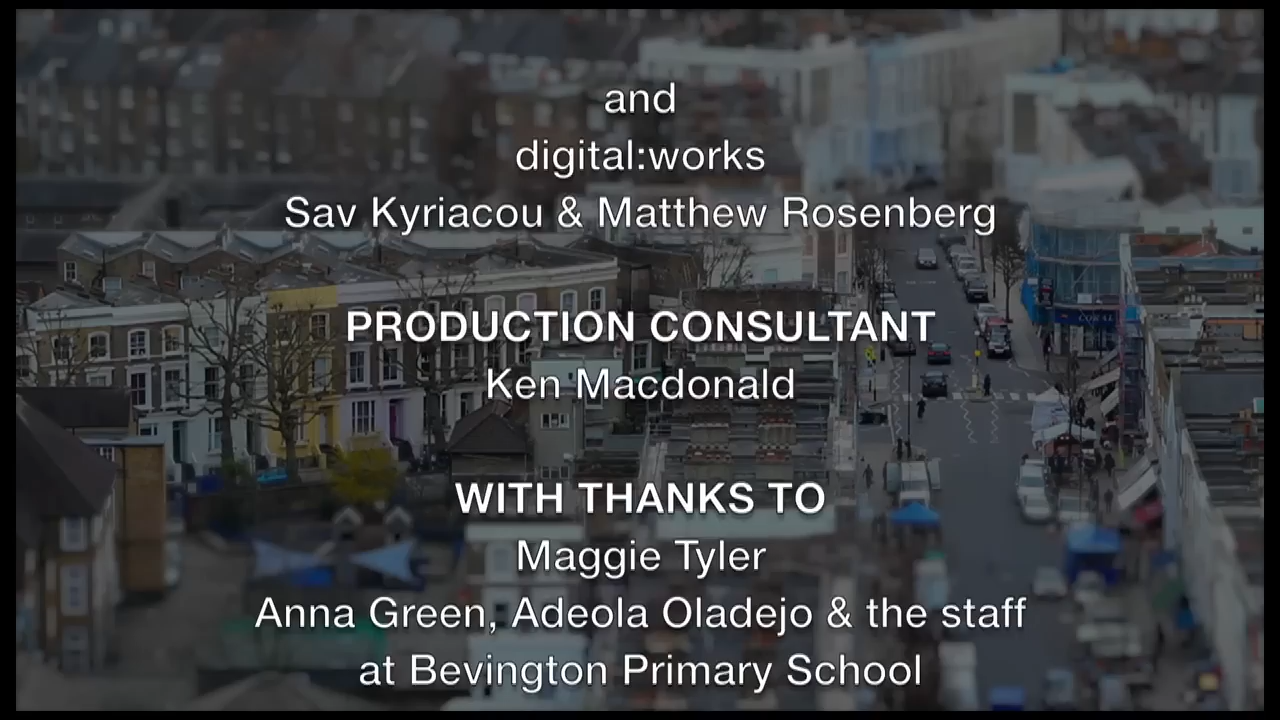 and
digital:works
Sav Kyriacou & Matthew Rosenberg
PRODUCTION CONSULTANT
Ken Macdonald
WITH THANKS TO
Maggie Tyler
Anna Green, Adeola Oladejo & the staff
at Bevington Primary School
CORAL